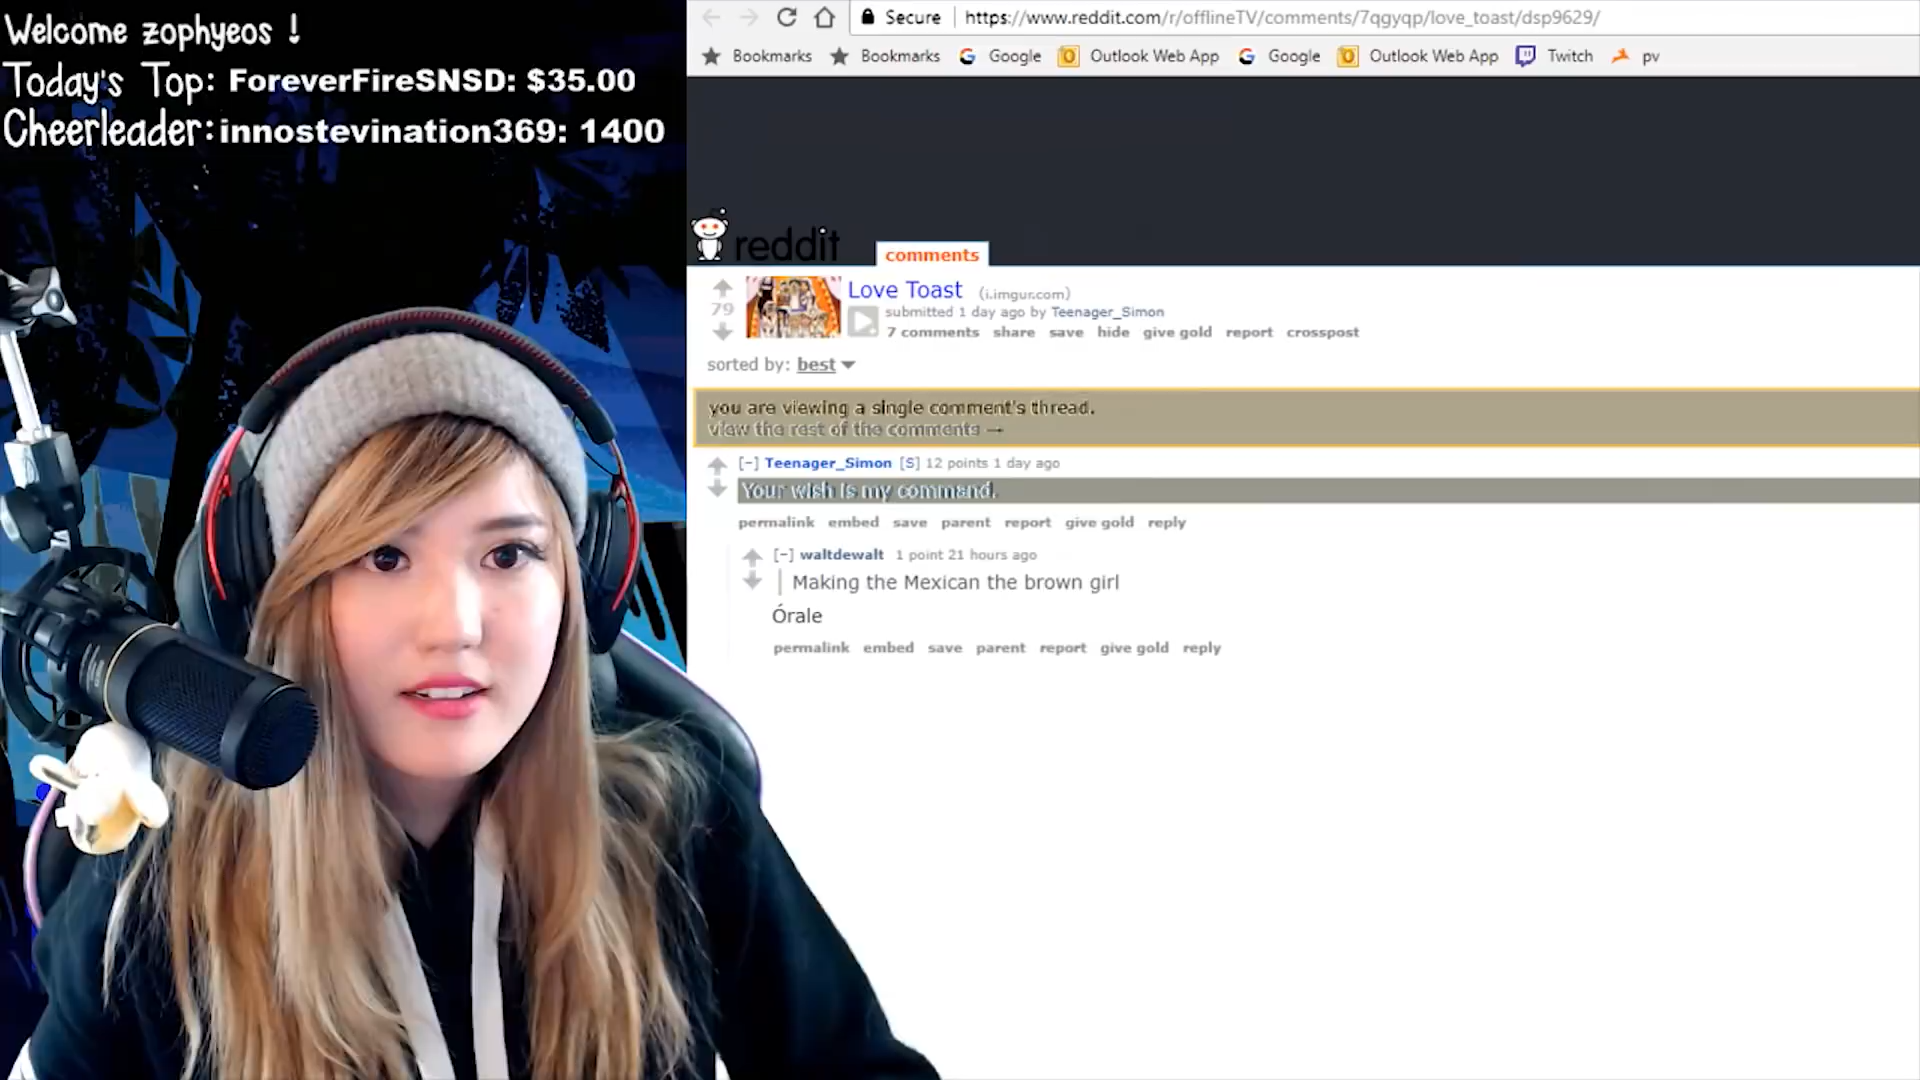 Welcome zophyeos !
Today's Top: ForeverFireSNSD: $35.00
Cheerleader: innostevination369: 1400
Secure https://www.reddit.com/r/offlineTV/comments/7qgyqp/love_toast/dsp9629/
Bookmarks Bookmarks Google Outlook Web App Google Outlook Web App Twitch pv
reddit comments
79
Love Toast (i.imgur.com)
submitted 1 day ago by Teenager_Simon
7 comments share save hide give gold report crosspost
sorted by: best
you are viewing a single comment's thread.
view the rest of the comments →
[-] Teenager_Simon [S] 12 points 1 day ago
Your wish is my command.
permalink embed save parent report give gold reply
[-] waltdewalt 1 point 21 hours ago
Making the Mexican the brown girl
Órale
permalink embed save parent report give gold reply